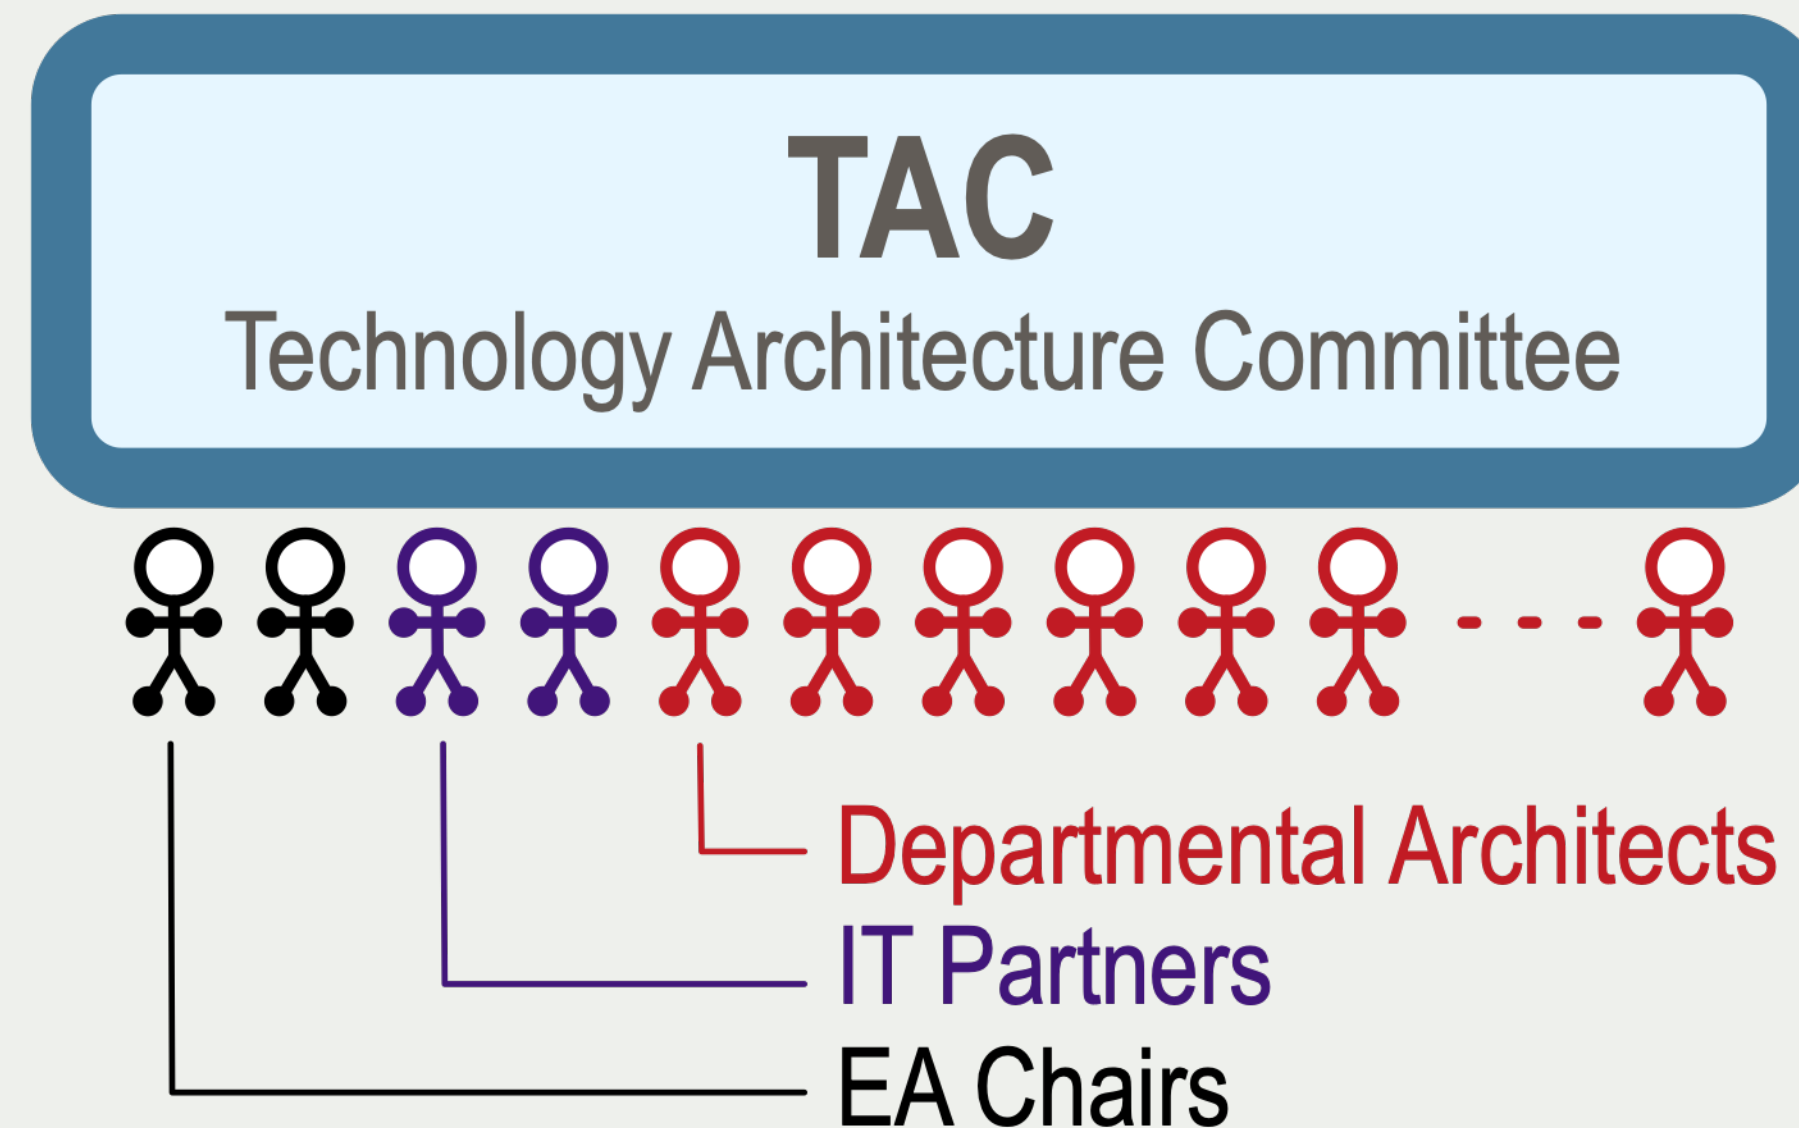 TAC
Technology Architecture Committee
Departmental Architects
IT Partners
EA Chairs